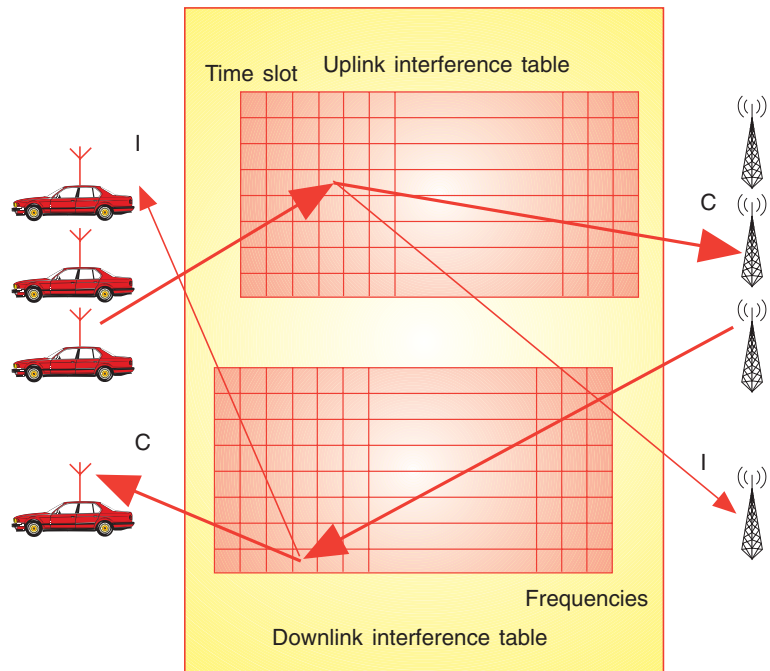 Uplink interference table
Time slot
I
C
C
I
Frequencies
Downlink interference table